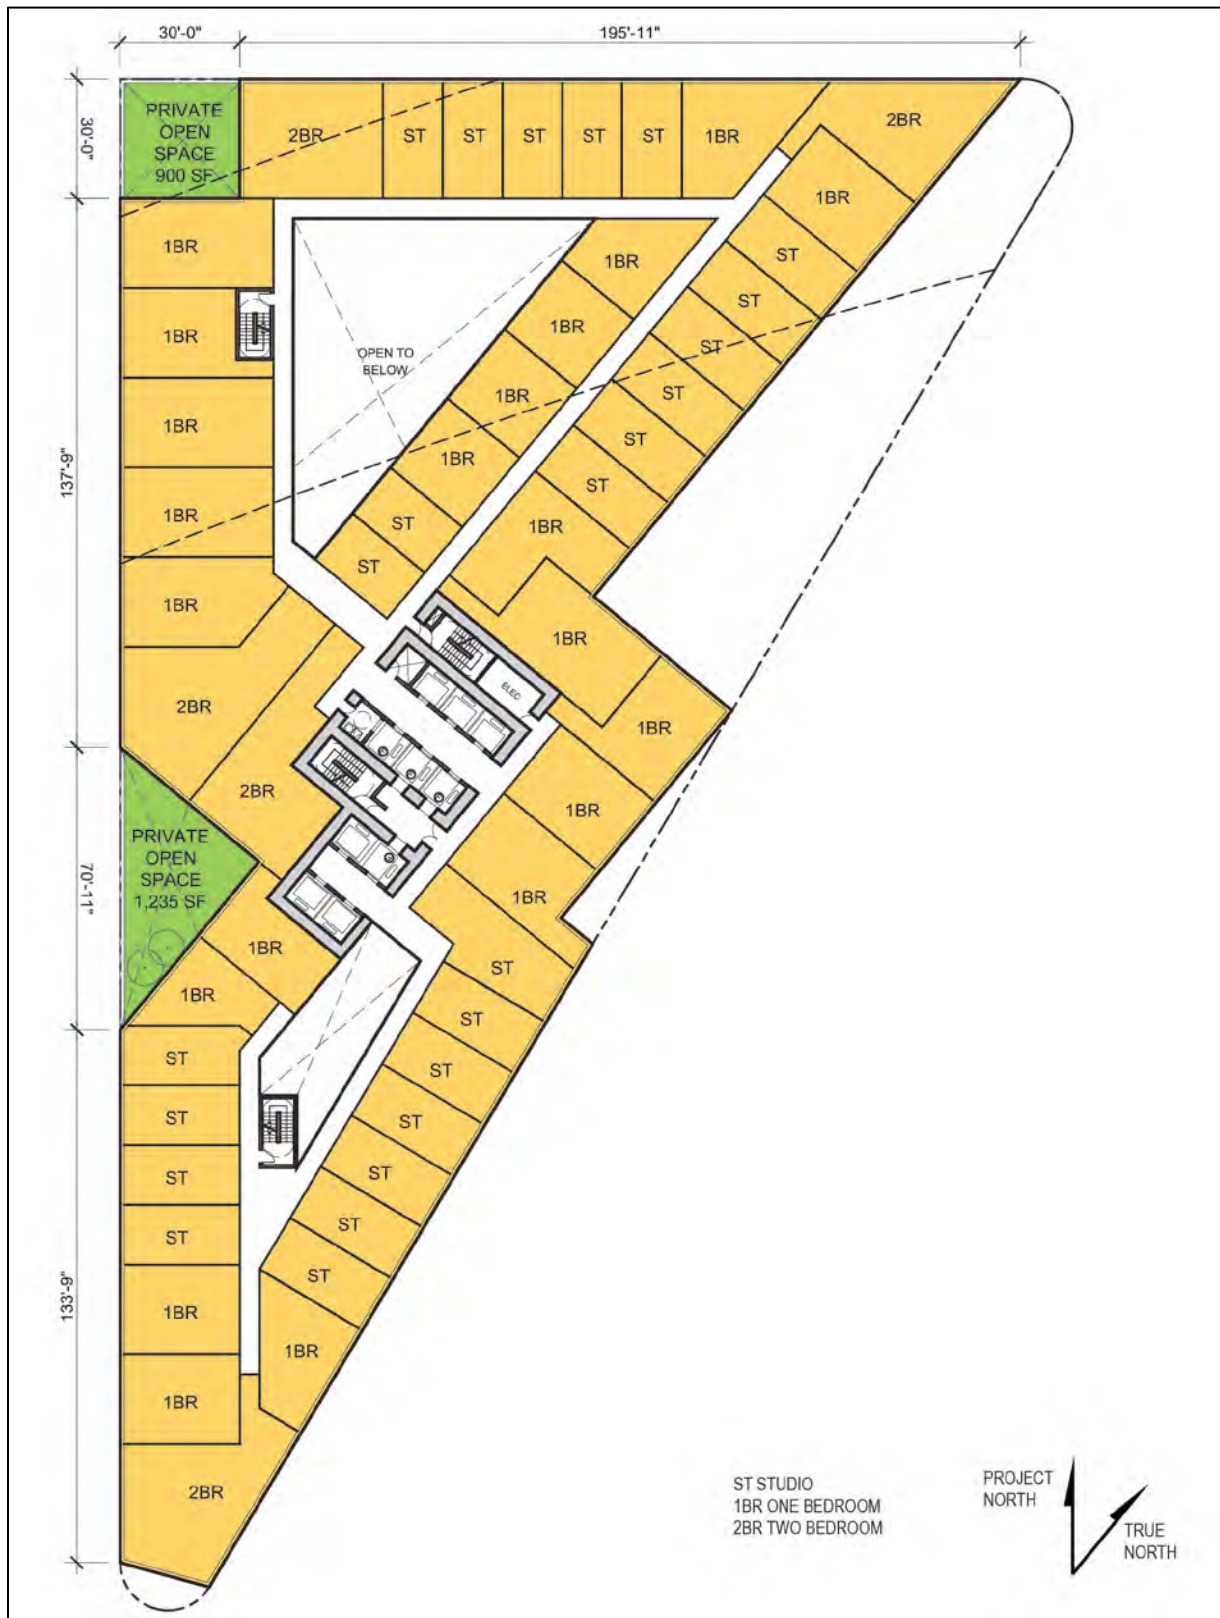 30'-0" 195'-11"
PRIVATE
OPEN
SPACE
900 SF
30'-0"
2BR ST ST ST ST ST 1BR 2BR
1BR
1BR
ST
1BR
ST
1BR
1BR
ST
OPEN TO
BELOW
ST
1BR
1BR
ST
1BR
137'-9"
ST
1BR
ST
1BR
ST
1BR
1BR
ELEC
2BR
1BR
2BR
1BR
PRIVATE
OPEN
SPACE
1,235 SF
70'-11"
1BR
1BR
ST
1BR
ST
ST
ST
ST
ST
ST
ST
ST
ST
ST
133'-9"
1BR
1BR
1BR
2BR
ST STUDIO
1BR ONE BEDROOM
2BR TWO BEDROOM
PROJECT
NORTH
TRUE
NORTH